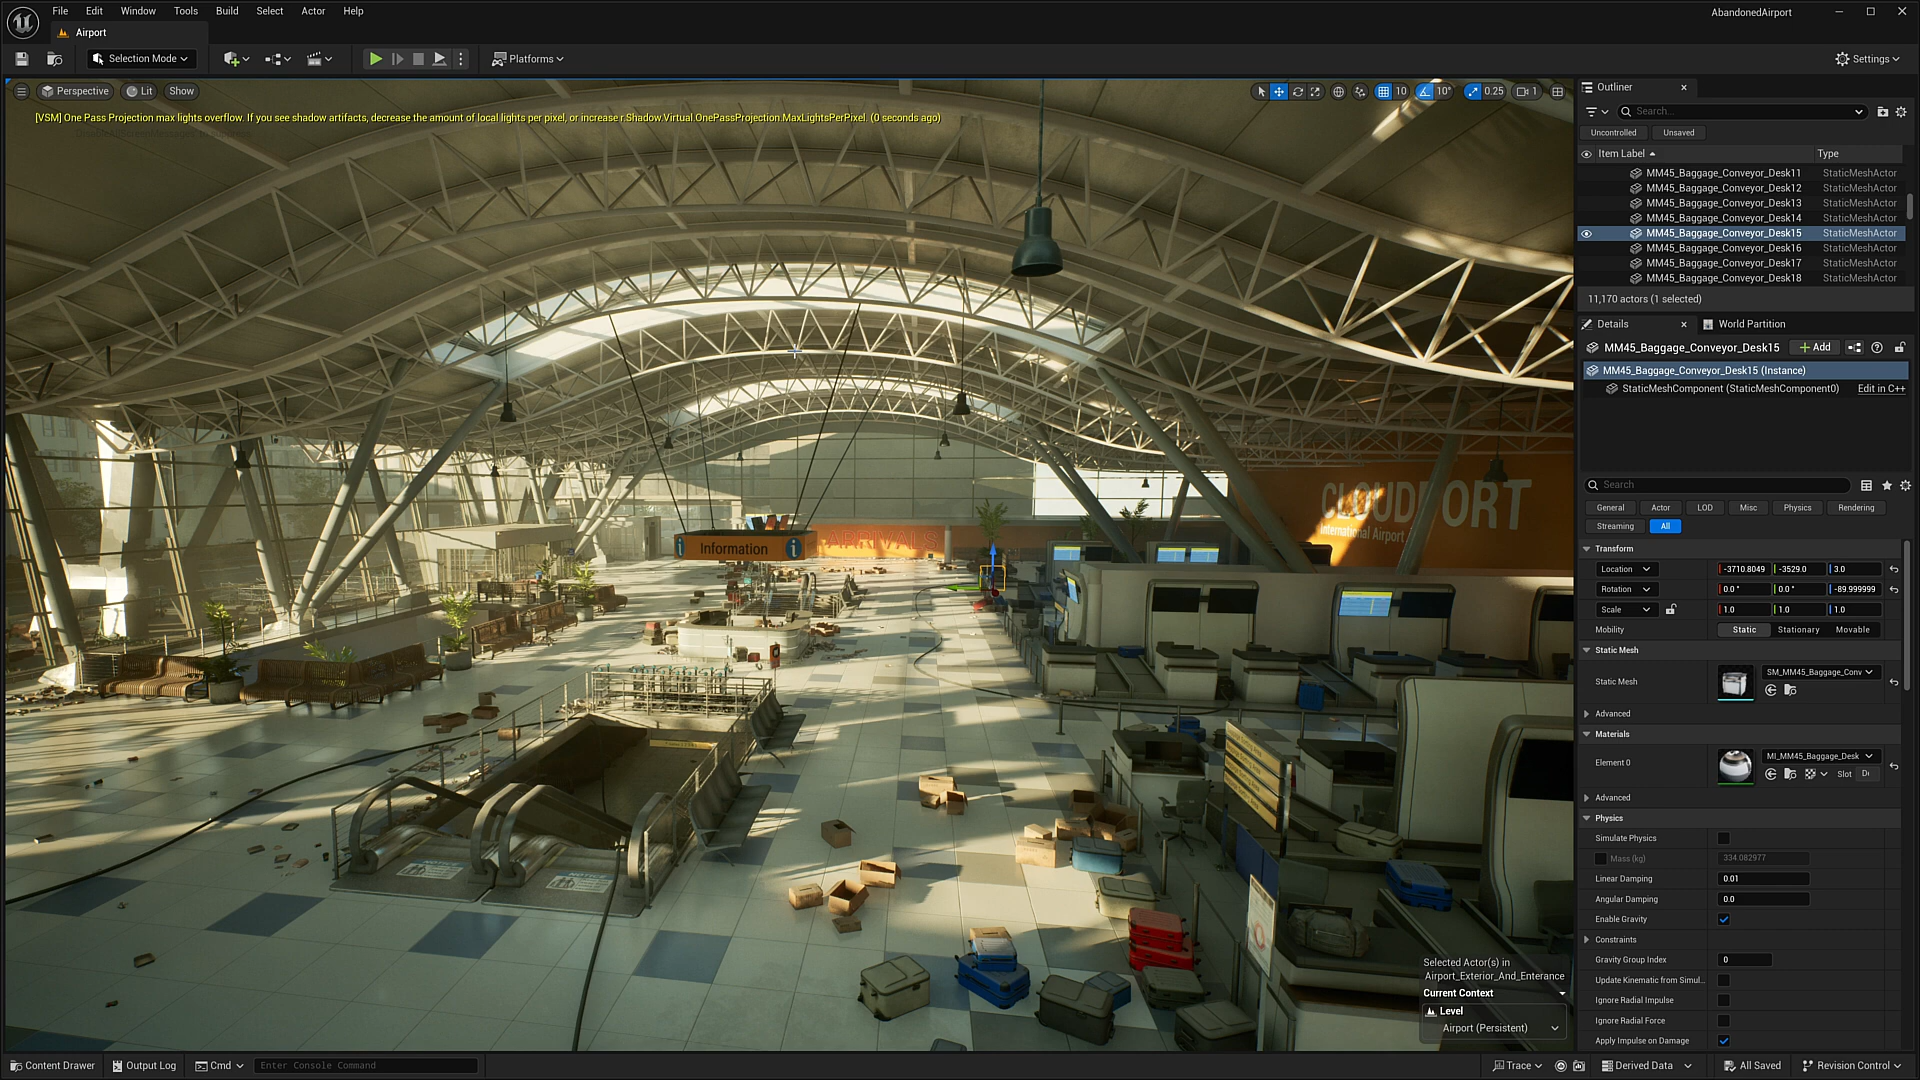 File Edit Window Tools Build Select Actor Help
AbandonedAirport
Airport
Selection Mode
Platforms
Settings
Perspective
Lit
Show
10
10°
0.25
1
[VSM] One Pass Projection max lights overflow. If you see shadow artifacts, decrease the amount of local lights per pixel, or increase r.Shadow.Virtual.OnePassProjection.MaxLightsPerPixel. (0 seconds ago)
Information
ARRIVALS
CLOUDPORT
International Airport
Selected Actor(s) in
Airport_Exterior_And_Enterance
Current Context
Level
Airport (Persistent)
Outliner
Search...
Uncontrolled
Unsaved
Item Label
Type
MM45_Baggage_Conveyor_Desk11 StaticMeshActor
MM45_Baggage_Conveyor_Desk12 StaticMeshActor
MM45_Baggage_Conveyor_Desk13 StaticMeshActor
MM45_Baggage_Conveyor_Desk14 StaticMeshActor
MM45_Baggage_Conveyor_Desk15 StaticMeshActor
MM45_Baggage_Conveyor_Desk16 StaticMeshActor
MM45_Baggage_Conveyor_Desk17 StaticMeshActor
MM45_Baggage_Conveyor_Desk18 StaticMeshActor
11,170 actors (1 selected)
Details
World Partition
MM45_Baggage_Conveyor_Desk15
Add
MM45_Baggage_Conveyor_Desk15 (Instance)
StaticMeshComponent (StaticMeshComponent0) Edit in C++
Search
General Actor LOD Misc Physics Rendering
Streaming All
Transform
Location -3710.8049 -3529.0 3.0
Rotation 0.0 ° 0.0 ° -89.999999
Scale 1.0 1.0 1.0
Mobility Static Stationary Movable
Static Mesh
Static Mesh SM_MM45_Baggage_Conv
Advanced
Materials
Element 0 MI_MM45_Baggage_Desk
Slot
Advanced
Physics
Simulate Physics
Mass (kg) 334.082977
Linear Damping 0.01
Angular Damping 0.0
Enable Gravity
Constraints
Gravity Group Index 0
Update Kinematic from Simul...
Ignore Radial Impulse
Ignore Radial Force
Apply Impulse on Damage
Content Drawer
Output Log
Cmd
Enter Console Command
Trace
Derived Data
All Saved
Revision Control